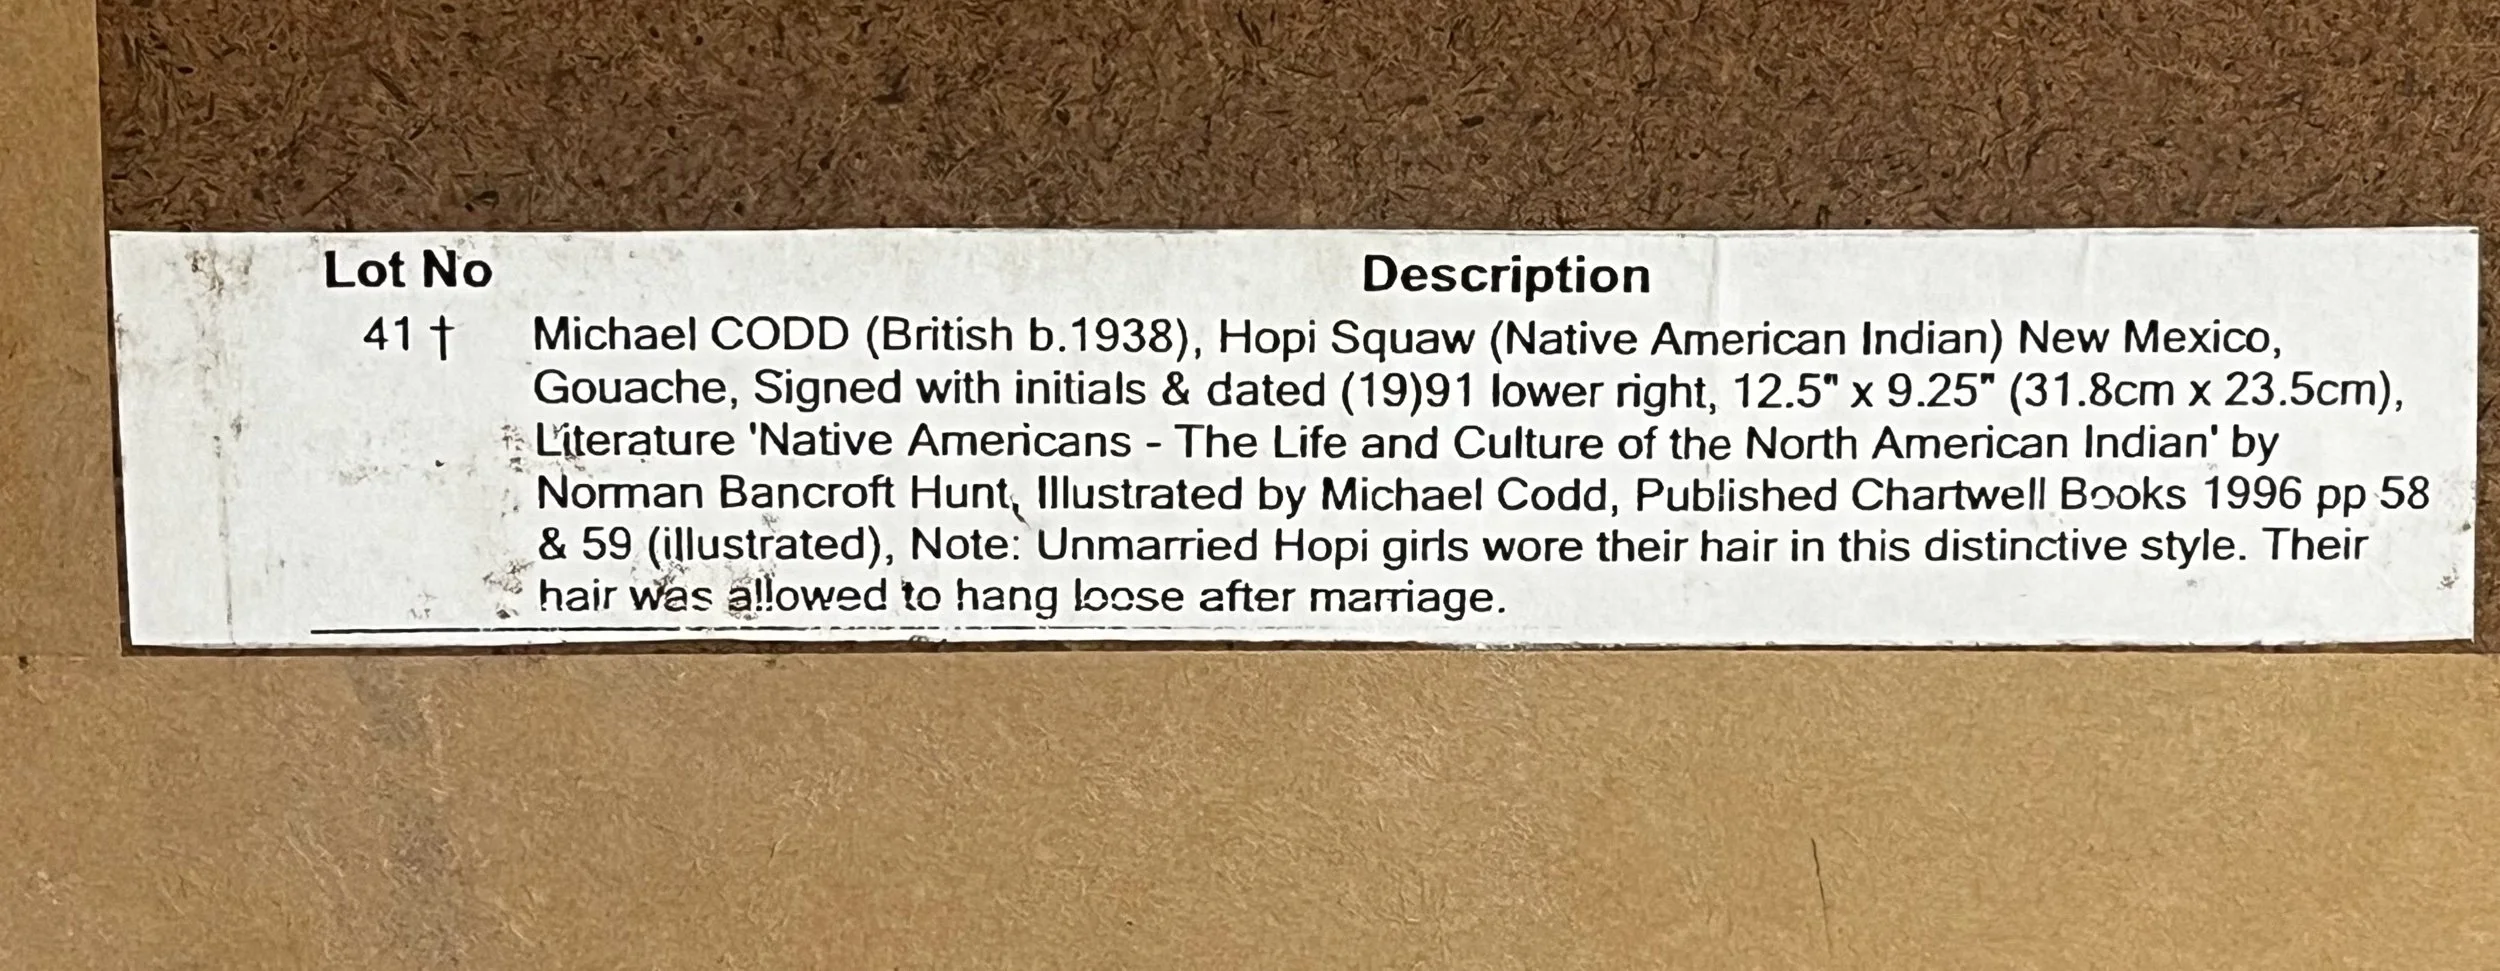 Lot No Description
41 † Michael CODD (British b.1938), Hopi Squaw (Native American Indian) New Mexico,
Gouache, Signed with initials & dated (19)91 lower right, 12.5" x 9.25" (31.8cm x 23.5cm),
Literature 'Native Americans - The Life and Culture of the North American Indian' by
Norman Bancroft Hunt, Illustrated by Michael Codd, Published Chartwell Books 1996 pp 58
& 59 (illustrated), Note: Unmarried Hopi girls wore their hair in this distinctive style. Their
hair was allowed to hang loose after marriage.